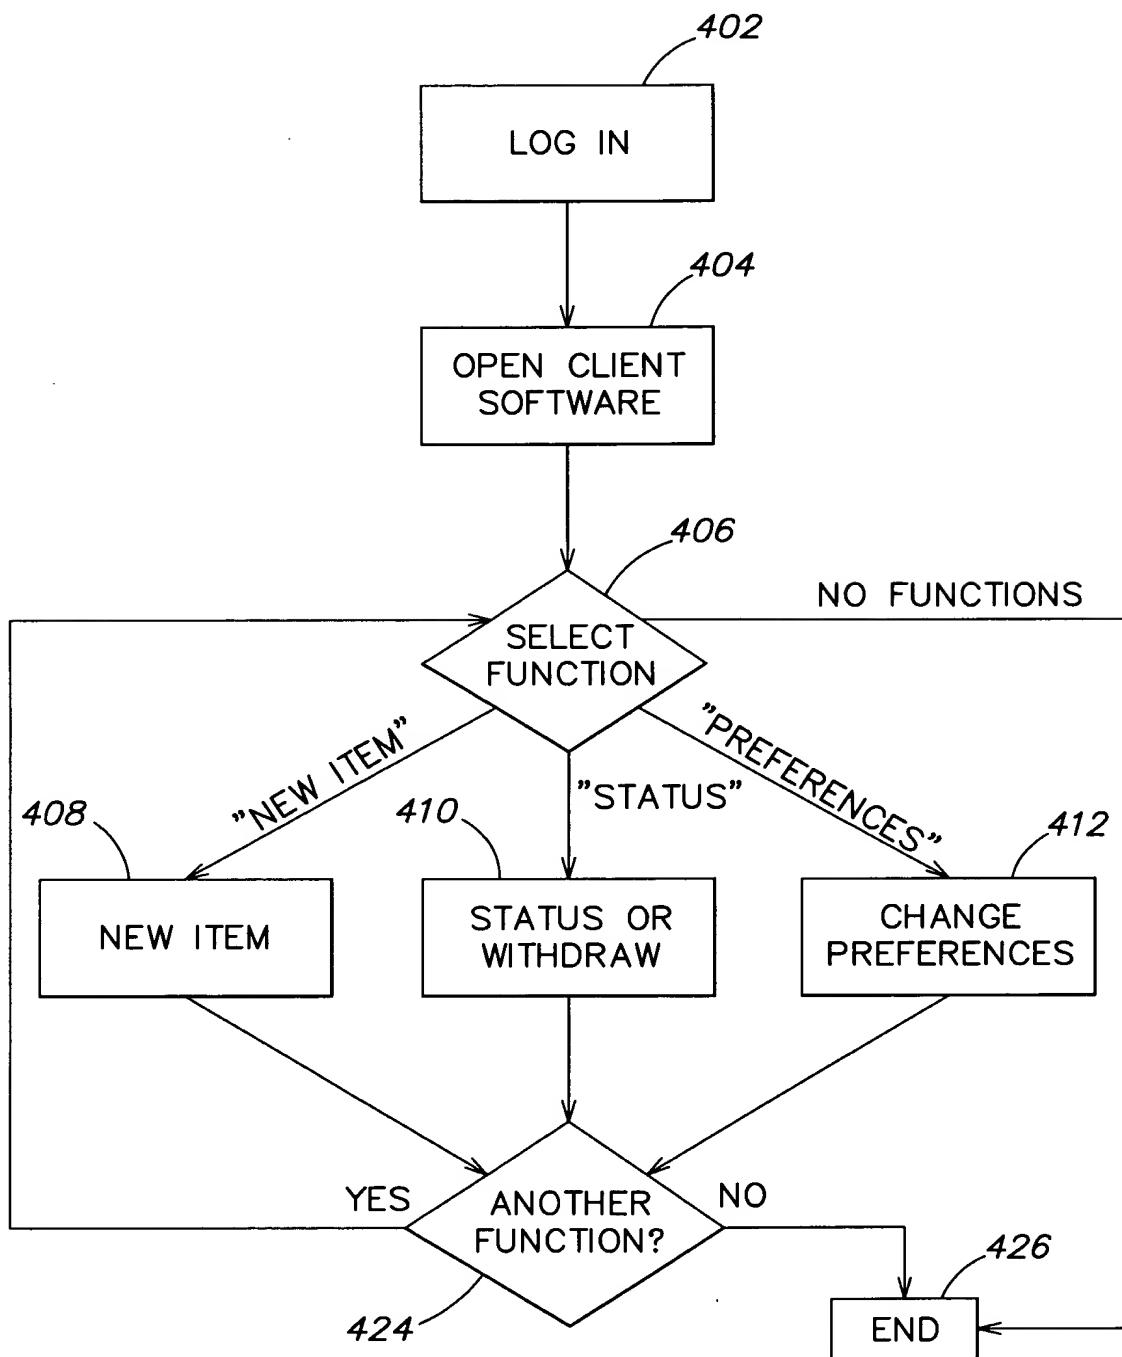 402
LOG IN
404
OPEN CLIENT
SOFTWARE
406
NO FUNCTIONS
SELECT
FUNCTION
"NEW ITEM"
"STATUS"
"PREFERENCES"
408
410
412
NEW ITEM
STATUS OR
WITHDRAW
CHANGE
PREFERENCES
YES
ANOTHER
FUNCTION?
NO
424
426
END